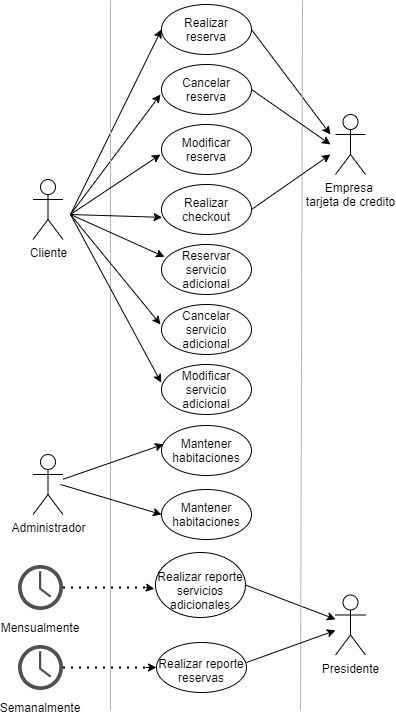 Realizar
reserva
Cancelar
reserva
Modificar
reserva
Empresa
tarjeta de credito
Realizar
checkout
Cliente
Reservar
servicio
adicional
Cancelar
servicio
adicional
Modificar
servicio
adicional
Mantener
habitaciones
Administrador
Mantener
habitaciones
Realizar reporte
servicios
adicionales
Mensualmente
Realizar reporte
reservas
Presidente
Semanalmente